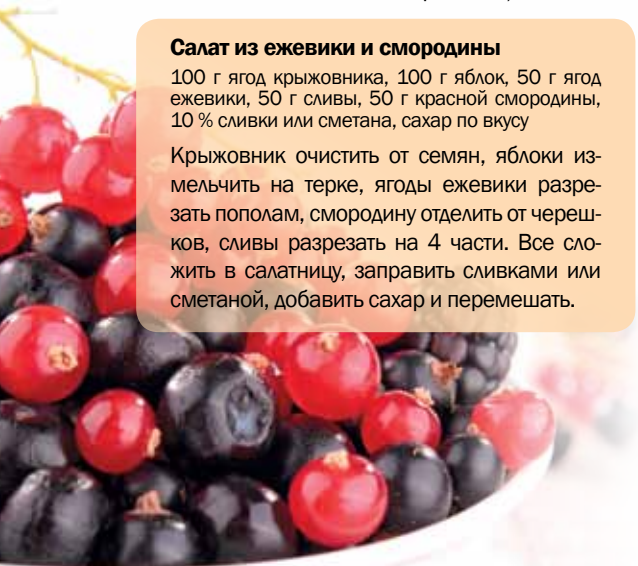 Салат из ежевики и смородины
100 г ягод крыжовника, 100 г яблок, 50 г ягод
ежевики, 50 г сливы, 50 г красной смородины,
10 % сливки или сметана, сахар по вкусу
Крыжовник очистить от семян, яблоки из-
мельчить на терке, ягоды ежевики разре-
зать пополам, смородину отделить от череш-
ков, сливы разрезать на 4 части. Все сло-
жить в салатницу, заправить сливками или
сметаной, добавить сахар и перемешать.